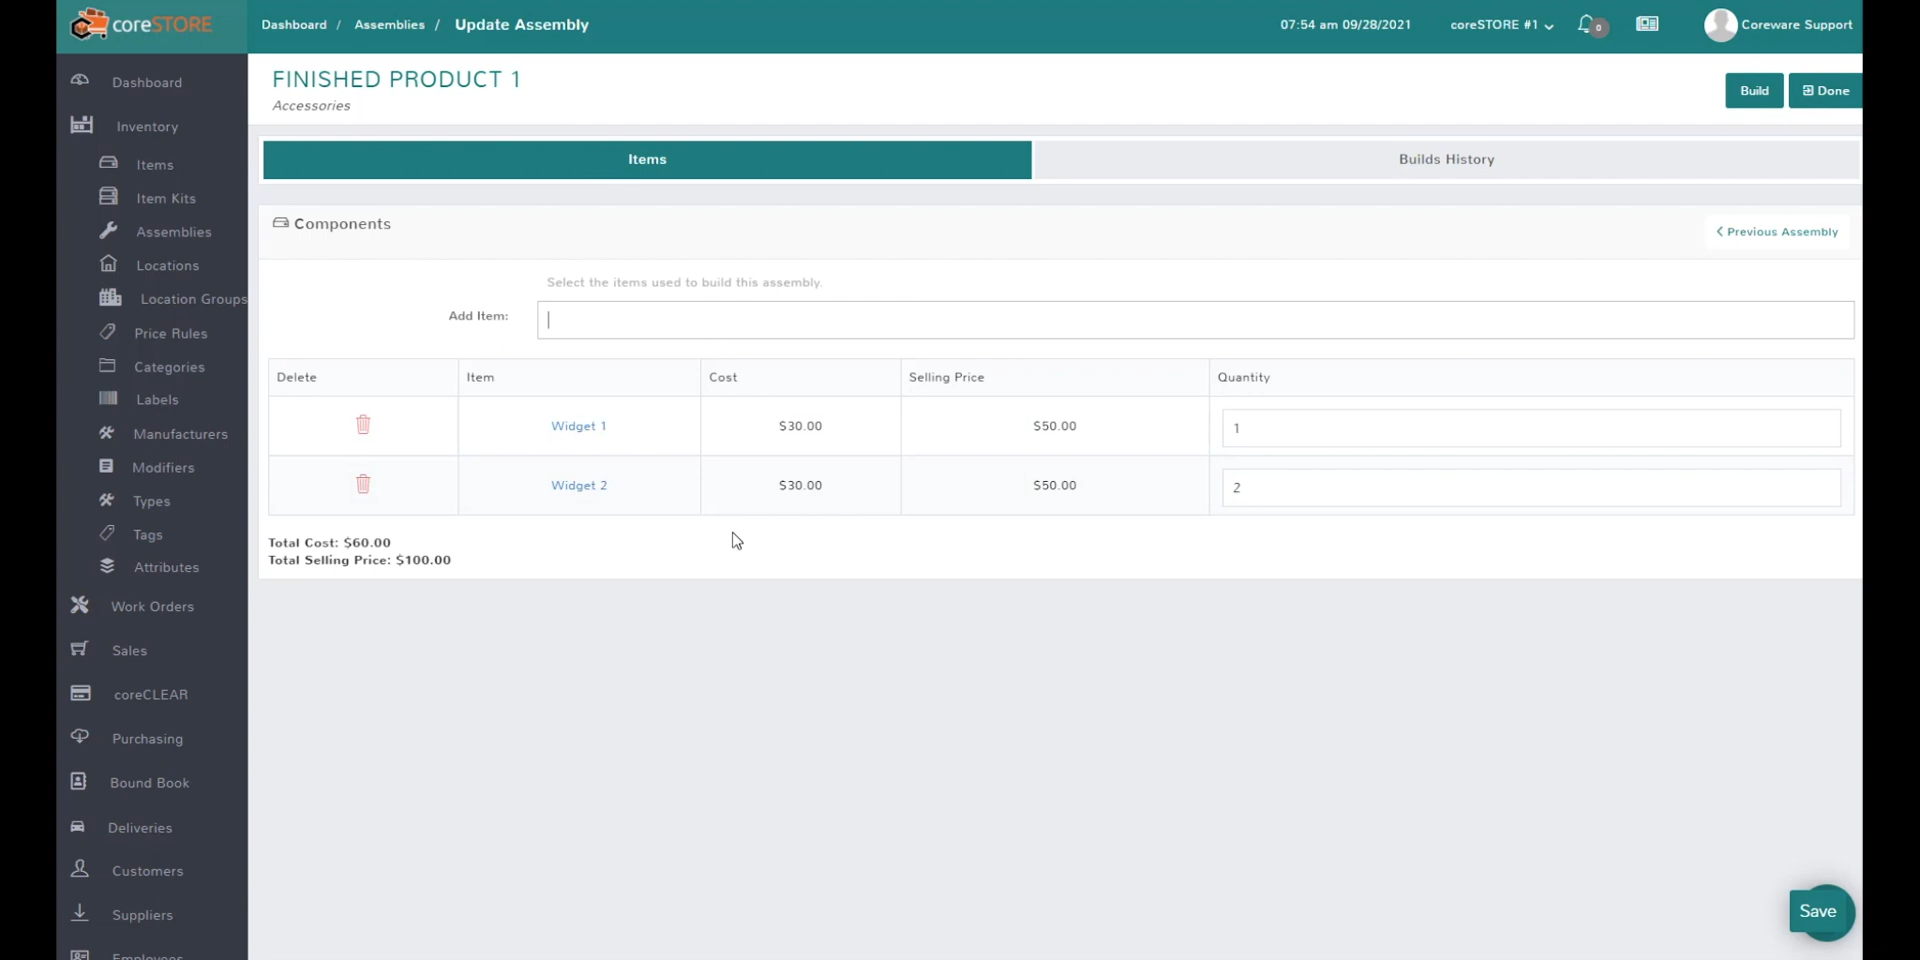 coreSTORE
Dashboard / Assemblies / Update Assembly
07:54 am 09/28/2021
coreSTORE #1
0
Coreware Support
Dashboard
Inventory
Items
Item Kits
Assemblies
Locations
Location Groups
Price Rules
Categories
Labels
Manufacturers
Modifiers
Types
Tags
Attributes
Work Orders
Sales
coreCLEAR
Purchasing
Bound Book
Deliveries
Customers
Suppliers
Employees
FINISHED PRODUCT 1
Accessories
Build
Done
Items
Builds History
Components
Previous Assembly
Select the items used to build this assembly.
Add Item:
Delete Item Cost Selling Price Quantity
Widget 1 $30.00 $50.00 1
Widget 2 $30.00 $50.00 2
Total Cost: $60.00
Total Selling Price: $100.00
Save